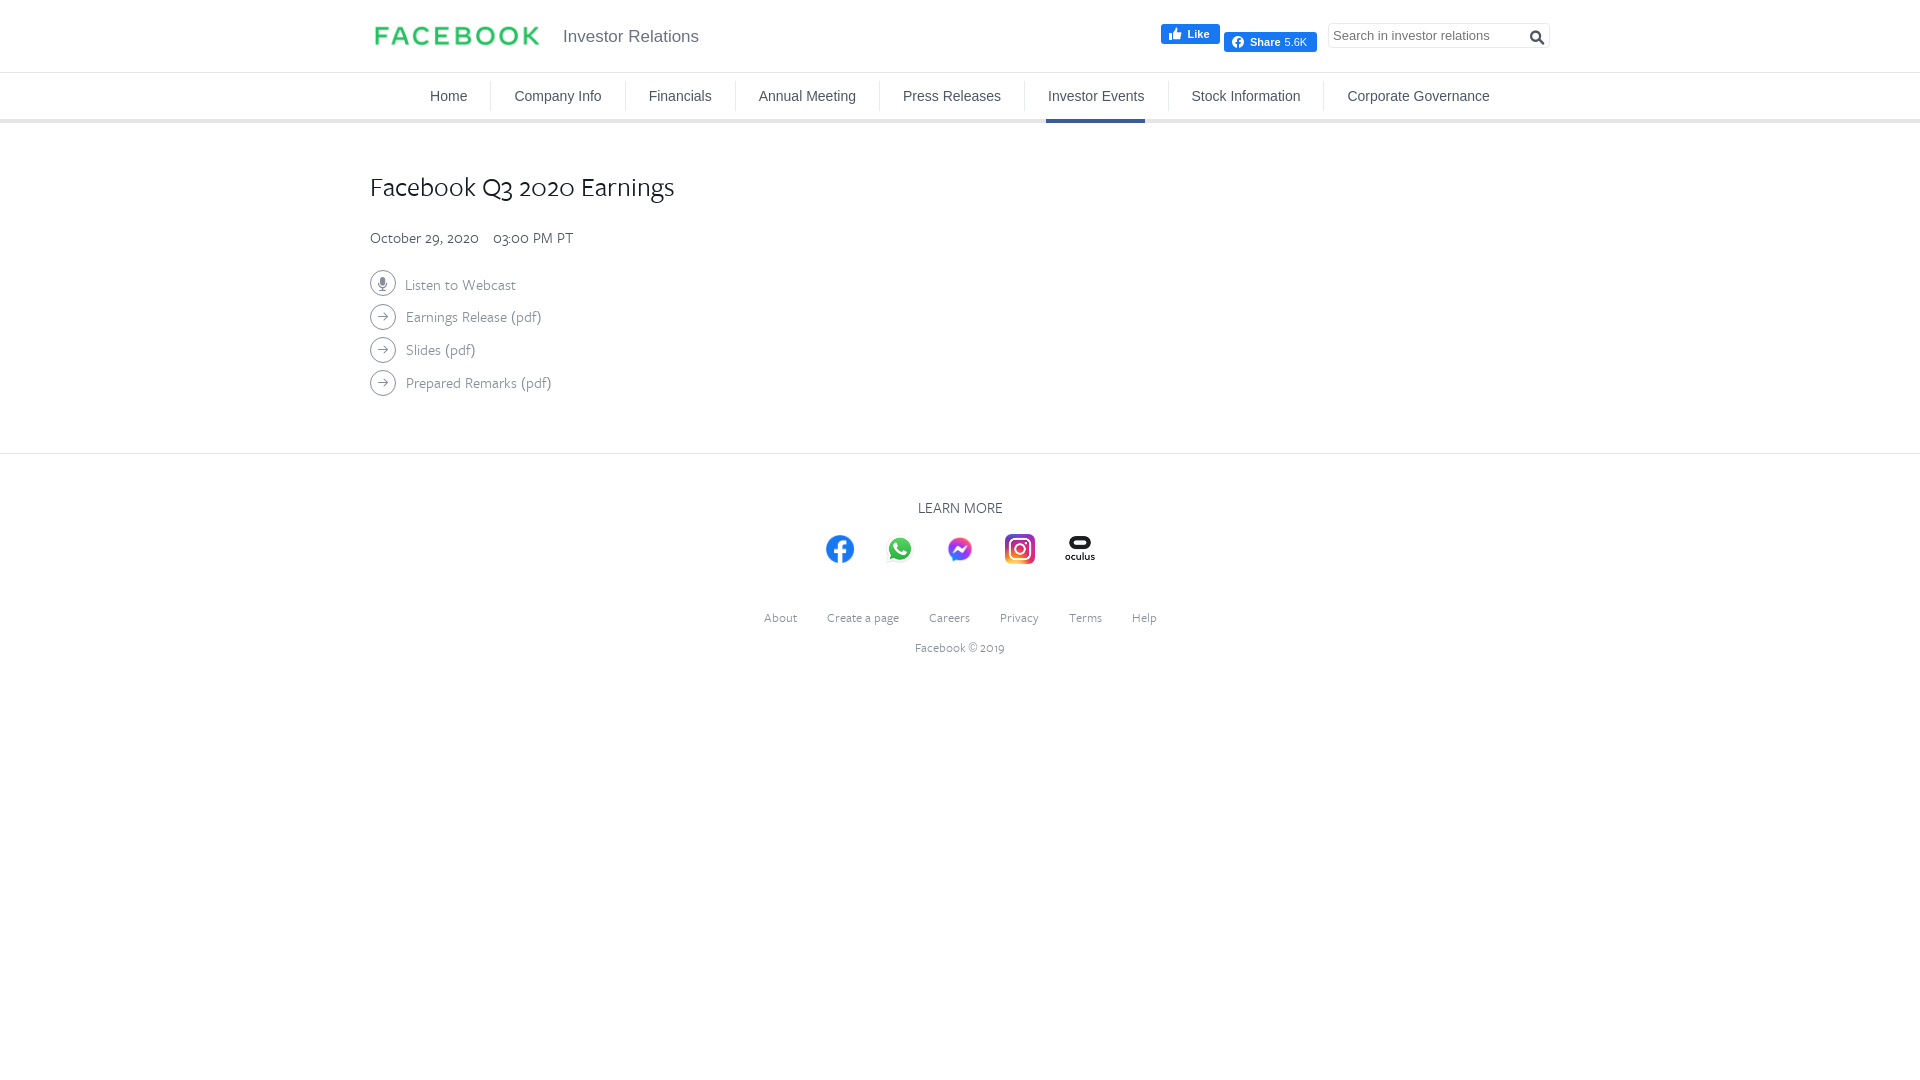 FACEBOOK Investor Relations
Like
Share 5.6K
Search in investor relations
Home
Company Info
Financials
Annual Meeting
Press Releases
Investor Events
Stock Information
Corporate Governance
Facebook Q3 2020 Earnings
October 29, 2020 03:00 PM PT
Listen to Webcast
Earnings Release (pdf)
Slides (pdf)
Prepared Remarks (pdf)
LEARN MORE
oculus
About
Create a page
Careers
Privacy
Terms
Help
Facebook © 2019